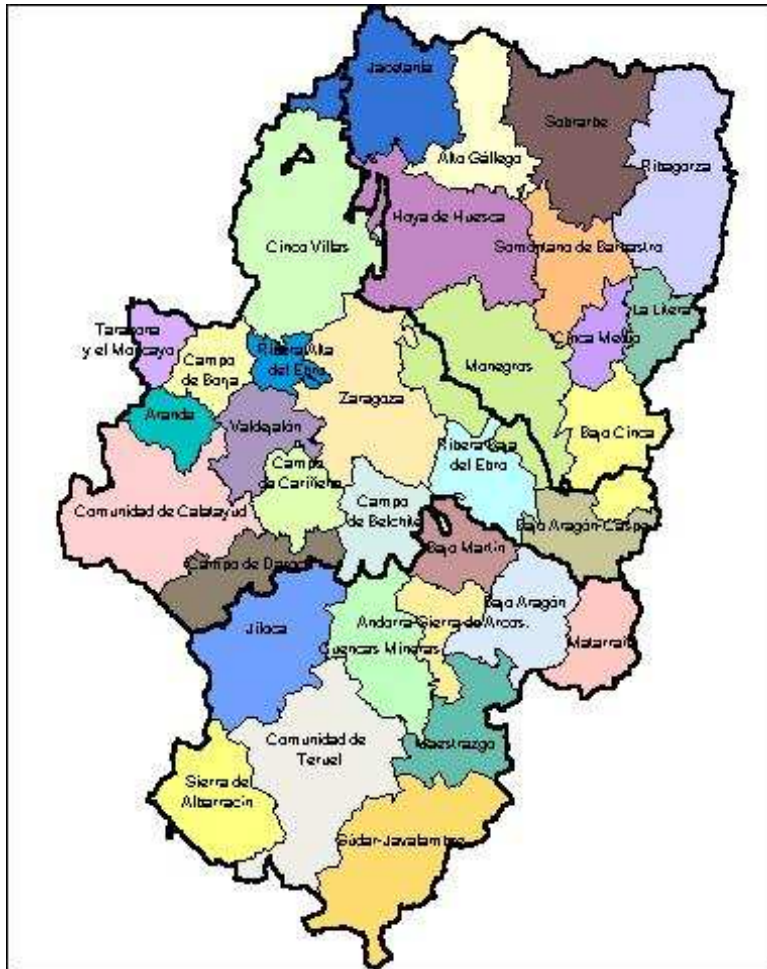 Jacetania
Sobrarbe
Alto Gállego
Ribagorza
Hoya de Huesca
Cinco Villas
Somontano de Barbastro
La Litera
Tarazona
y el Moncayo
Ribera Alta
del Ebro
Cinca Medio
Campo
de Borja
Monegros
Zaragoza
Aranda
Valdejalón
Bajo Cinca
Ribera Baja
del Ebro
Campo
de Cariñena
Campo
de Belchite
Comunidad de Calatayud
Bajo Aragón-Caspe
Bajo Martín
Campo de Daroca
Bajo Aragón
Andorra-Sierra de Arcos.
Jiloca
Matarraña
Cuencas Mineras
Comunidad de
Teruel
Maestrazgo
Sierra del
Albarracín
Gúdar-Javalambre